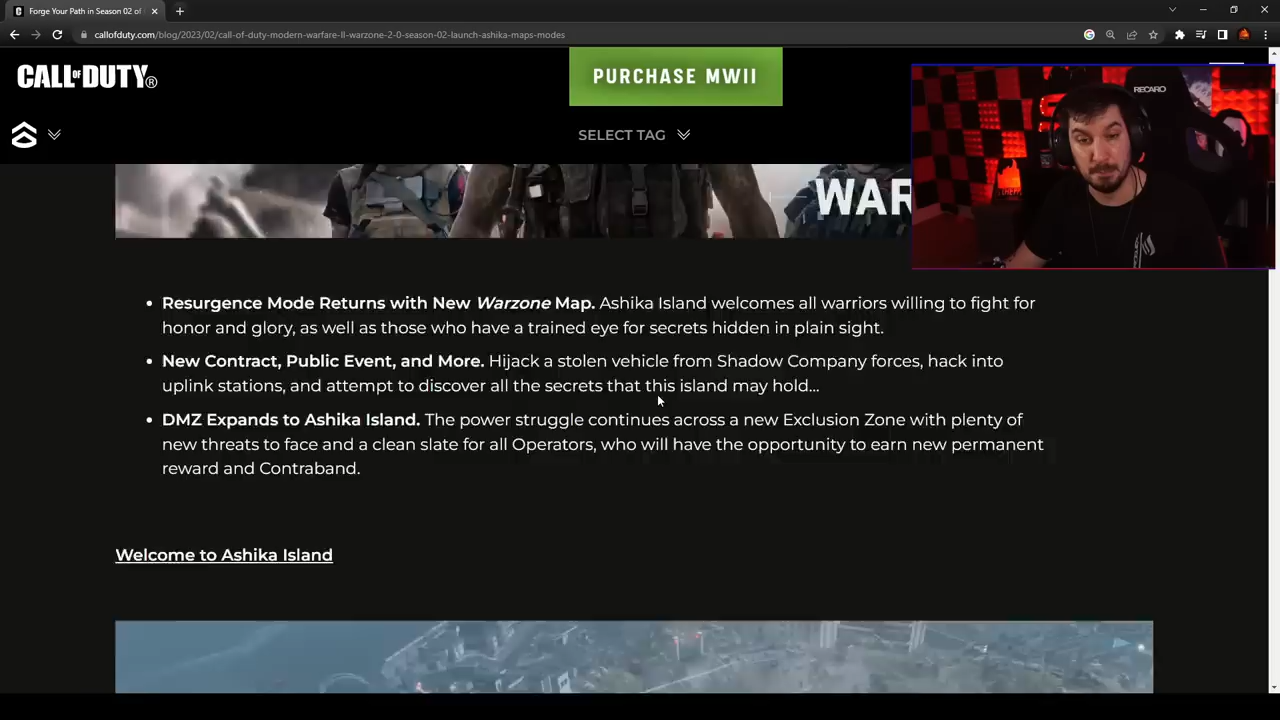 Forge Your Path in Season 02 of
callofduty.com/blog/2023/02/call-of-duty-modern-warfare-II-warzone-2-0-season-02-launch-ashika-maps-modes
CALL OF DUTY®
PURCHASE MWII
SELECT TAG
RECARO
WAR
• Resurgence Mode Returns with New Warzone Map. Ashika Island welcomes all warriors willing to fight for
honor and glory, as well as those who have a trained eye for secrets hidden in plain sight.
• New Contract, Public Event, and More. Hijack a stolen vehicle from Shadow Company forces, hack into
uplink stations, and attempt to discover all the secrets that this island may hold...
• DMZ Expands to Ashika Island. The power struggle continues across a new Exclusion Zone with plenty of
new threats to face and a clean slate for all Operators, who will have the opportunity to earn new permanent
reward and Contraband.
Welcome to Ashika Island